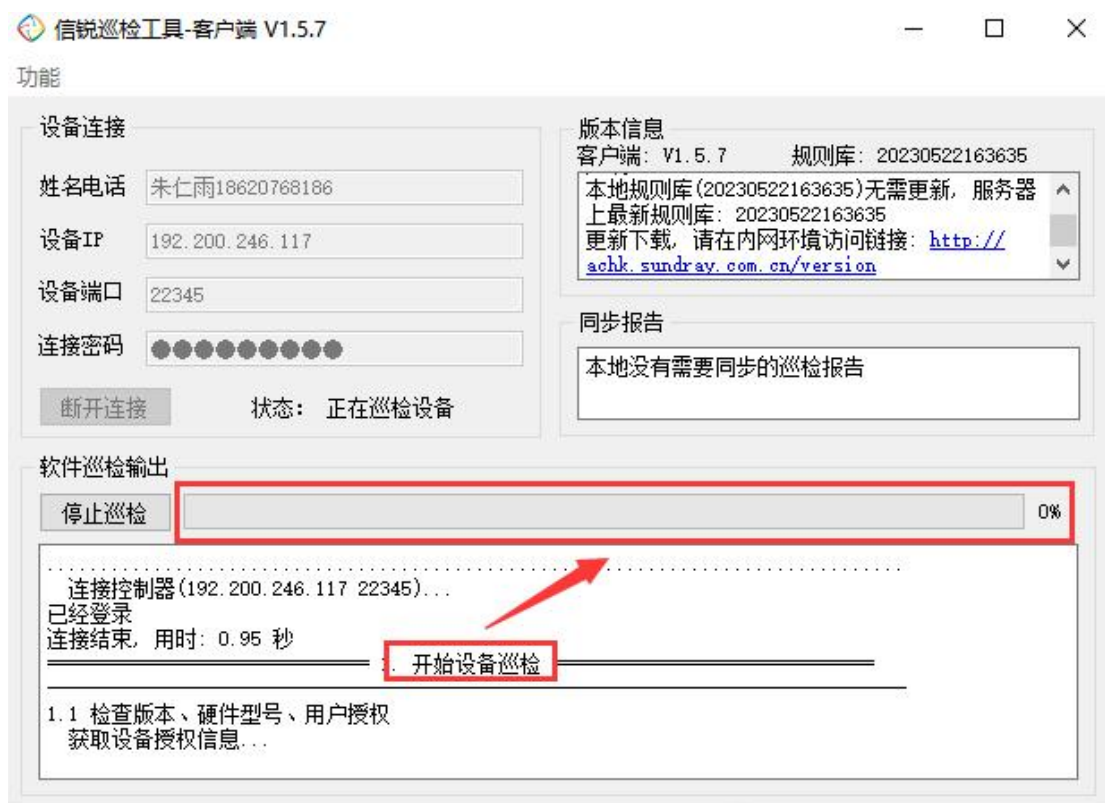 信锐巡检工具-客户端 V1.5.7
功能
设备连接
姓名电话 朱仁雨18620768186
设备IP 192.200.246.117
设备端口 22345
连接密码 ●●●●●●●●●
断开连接 状态： 正在巡检设备
版本信息
客户端: V1.5.7 规则库: 20230522163635
本地规则库(20230522163635)无需更新, 服务器
上最新规则库: 20230522163635
更新下载, 请在内网环境访问链接: http://
achk.sundray.com.cn/version
同步报告
本地没有需要同步的巡检报告
软件巡检输出
停止巡检 0%
连接控制器(192.200.246.117 22345)...
已经登录
连接结束, 用时: 0.95 秒
开始设备巡检
1.1 检查版本、硬件型号、用户授权
获取设备授权信息...